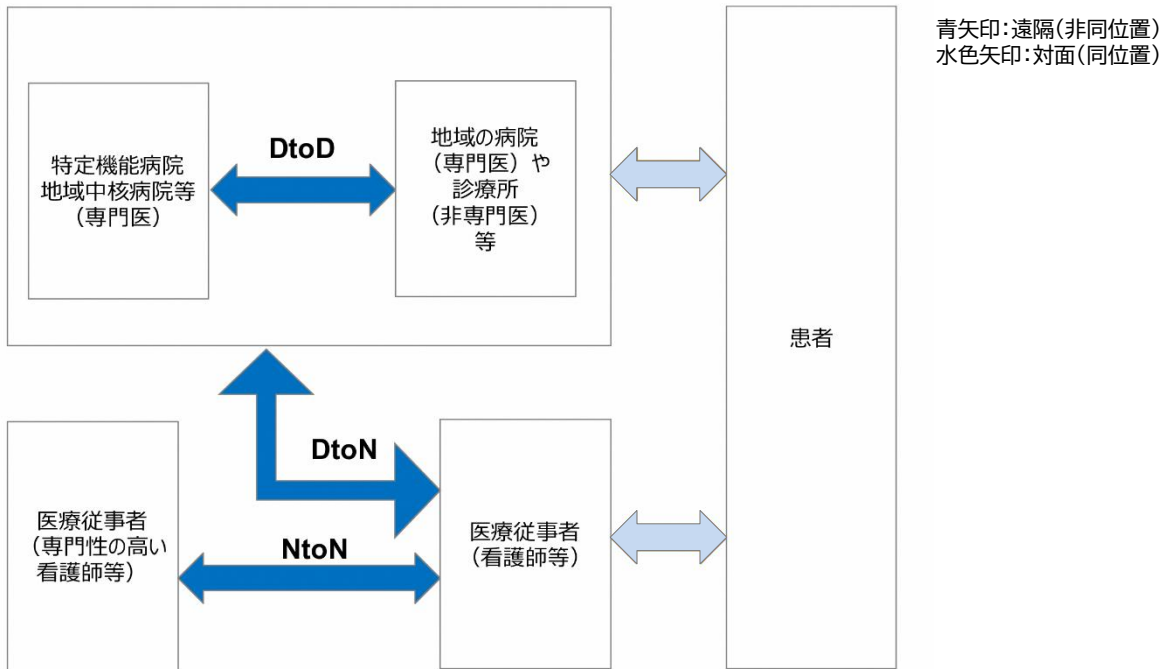 青矢印：遠隔（非同位置）
水色矢印：対面（同位置）
特定機能病院
地域中核病院等
（専門医）
DtoD
地域の病院
（専門医）や
診療所
（非専門医）
等
患者
DtoN
医療従事者
（専門性の高い
看護師等）
NtoN
医療従事者
（看護師等）